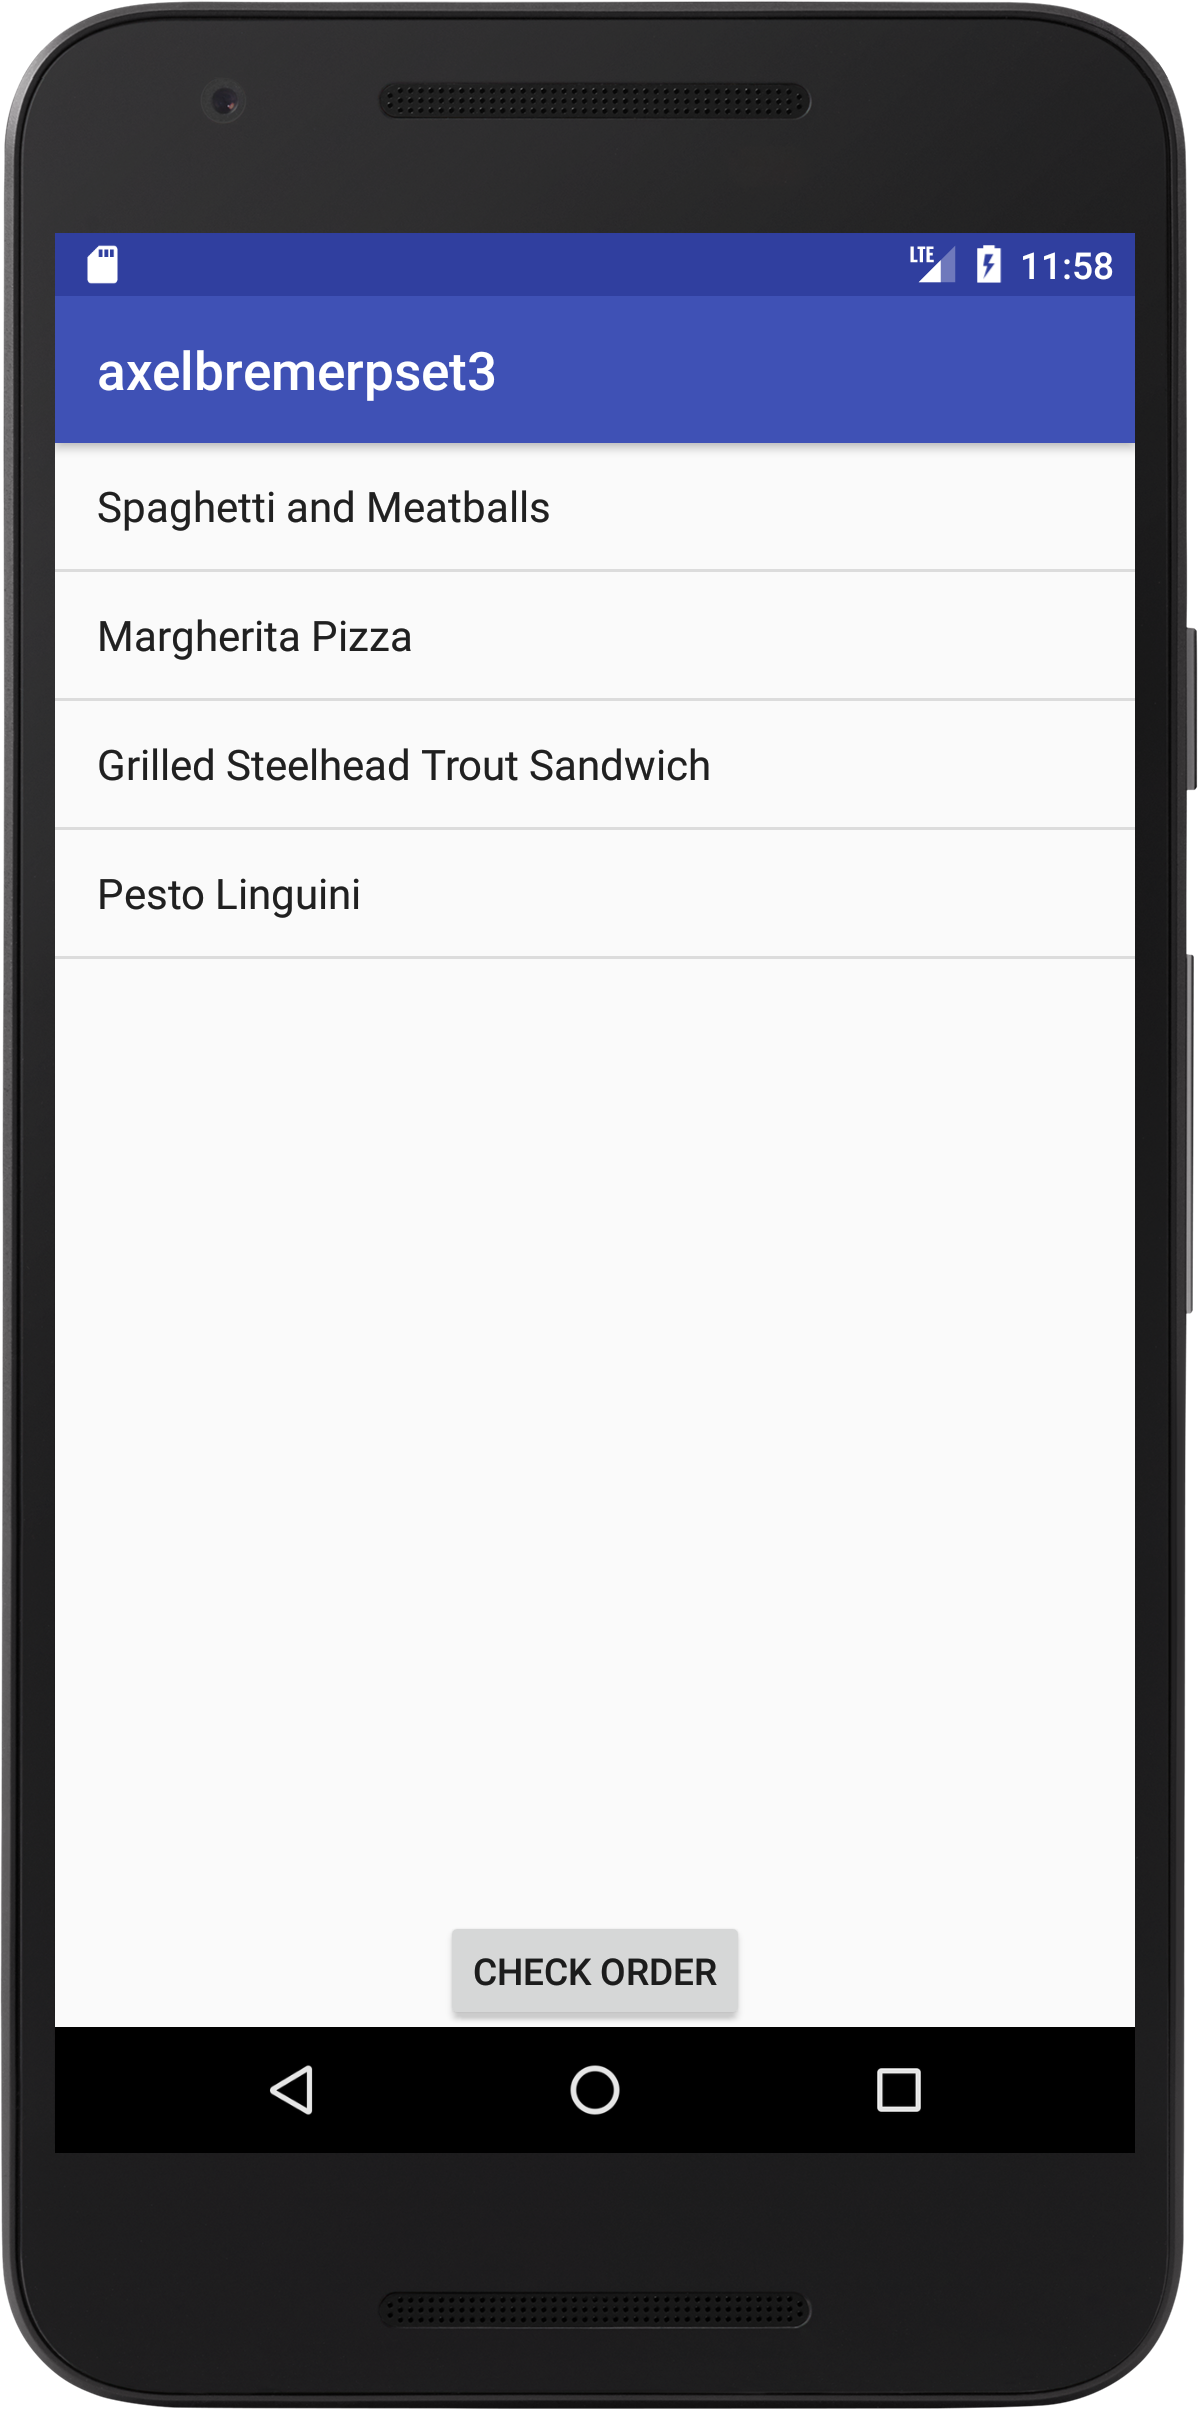 LTE 11:58
axelbremerpset3
Spaghetti and Meatballs
Margherita Pizza
Grilled Steelhead Trout Sandwich
Pesto Linguini
CHECK ORDER